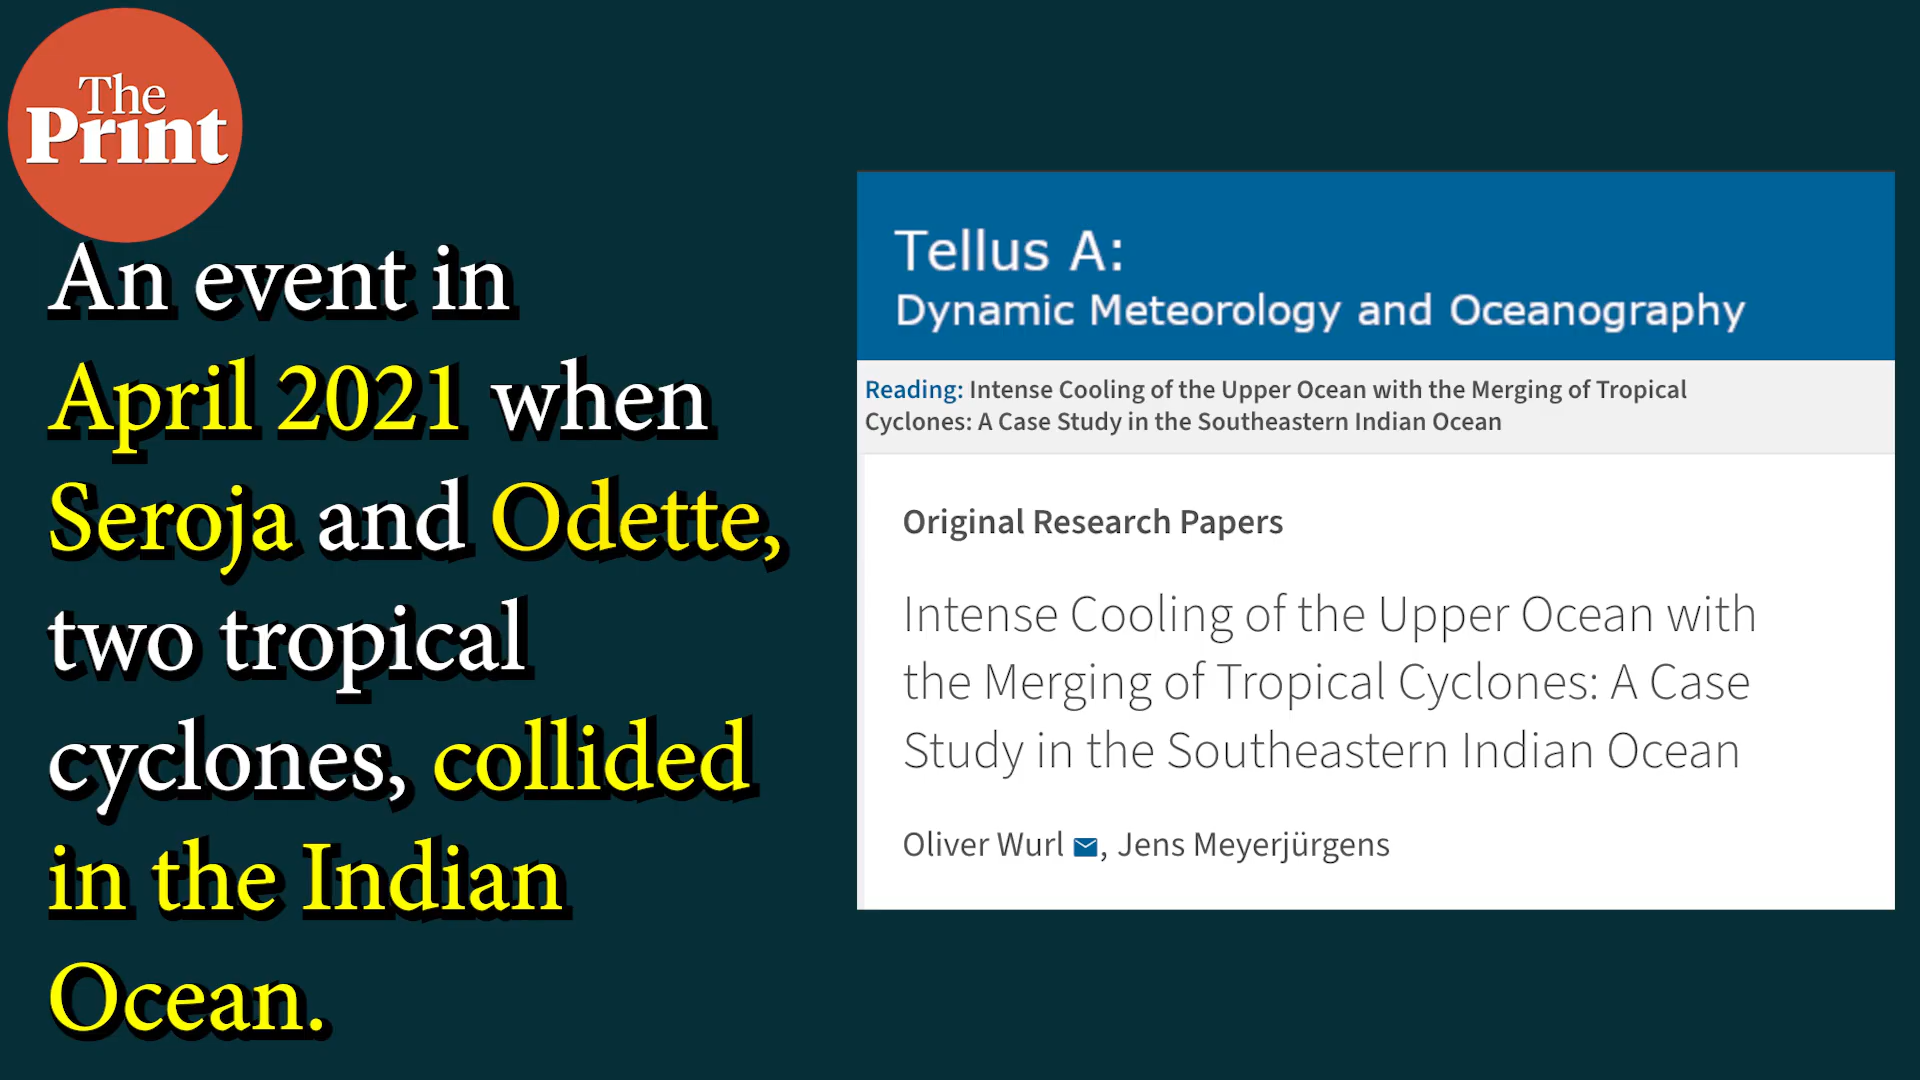 The
Print
An event in
April 2021 when
Seroja and Odette,
two tropical
cyclones, collided
in the Indian
Ocean.
Tellus A:
Dynamic Meteorology and Oceanography
Reading: Intense Cooling of the Upper Ocean with the Merging of Tropical
Cyclones: A Case Study in the Southeastern Indian Ocean
Original Research Papers
Intense Cooling of the Upper Ocean with
the Merging of Tropical Cyclones: A Case
Study in the Southeastern Indian Ocean
Oliver Wurl , Jens Meyerjürgens